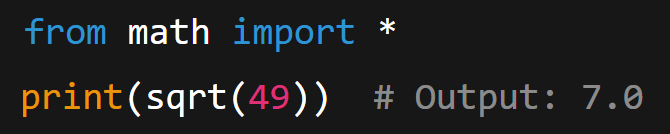 from math import *
print(sqrt(49))  # Output: 7.0